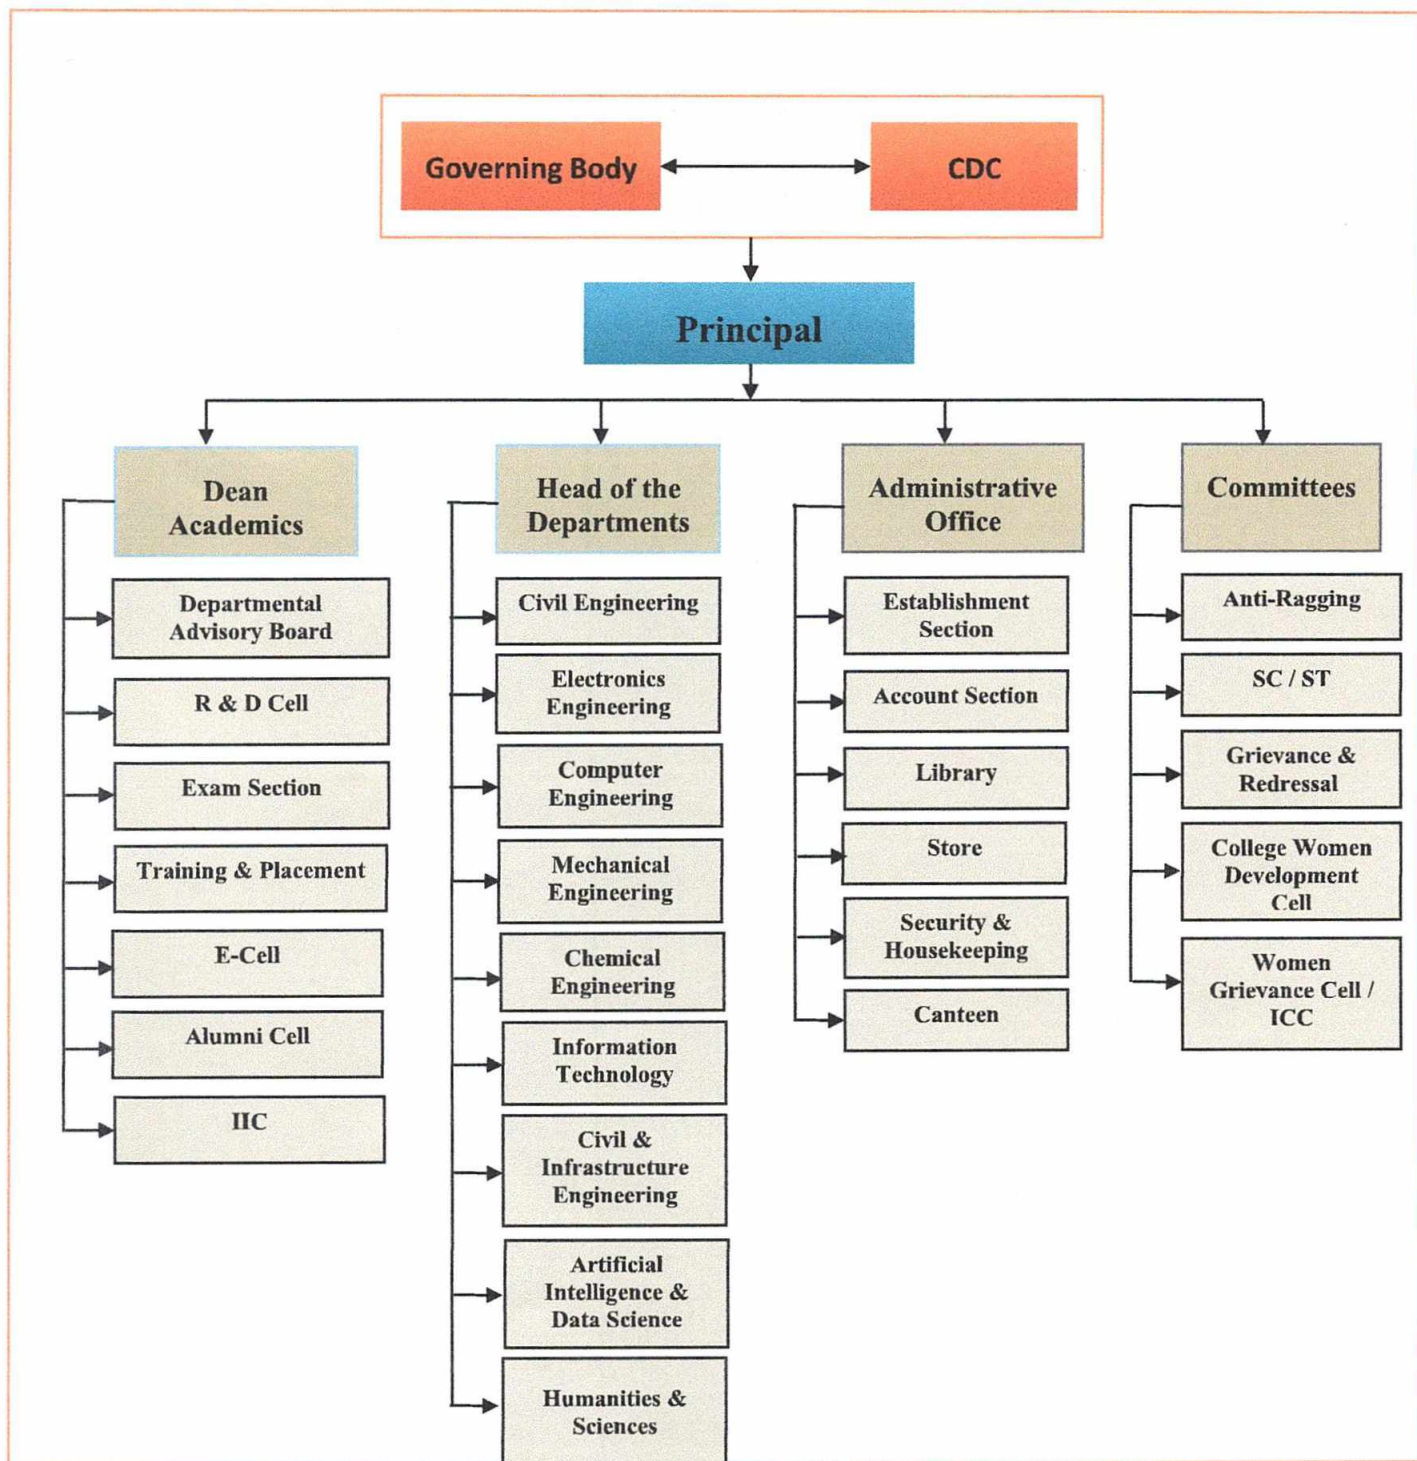 Governing Body
CDC
Principal
Dean
Academics
Departmental
Advisory Board
R & D Cell
Exam Section
Training & Placement
E-Cell
Alumni Cell
IIC
Head of the
Departments
Civil Engineering
Electronics
Engineering
Computer
Engineering
Mechanical
Engineering
Chemical
Engineering
Information
Technology
Civil &
Infrastructure
Engineering
Artificial
Intelligence &
Data Science
Humanities &
Sciences
Administrative
Office
Establishment
Section
Account Section
Library
Store
Security &
Housekeeping
Canteen
Committees
Anti-Ragging
SC / ST
Grievance &
Redressal
College Women
Development
Cell
Women
Grievance Cell /
ICC